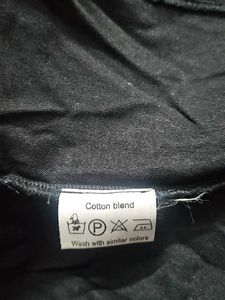 Cotton blend
P
Wash with similar colors